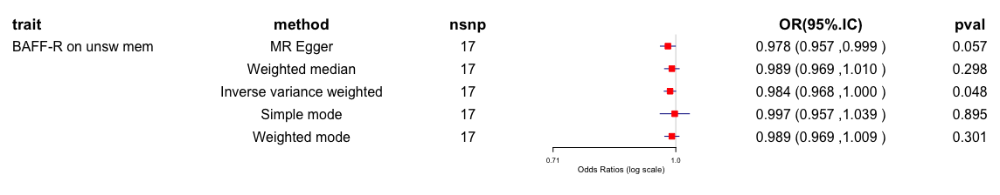 trait method nsnp OR(95%.IC) pval
BAFF-R on unsw mem MR Egger 17 0.978 (0.957 ,0.999 ) 0.057
Weighted median 17 0.989 (0.969 ,1.010 ) 0.298
Inverse variance weighted 17 0.984 (0.968 ,1.000 ) 0.048
Simple mode 17 0.997 (0.957 ,1.039 ) 0.895
Weighted mode 17 0.989 (0.969 ,1.009 ) 0.301
0.71 1.0
Odds Ratios (log scale)